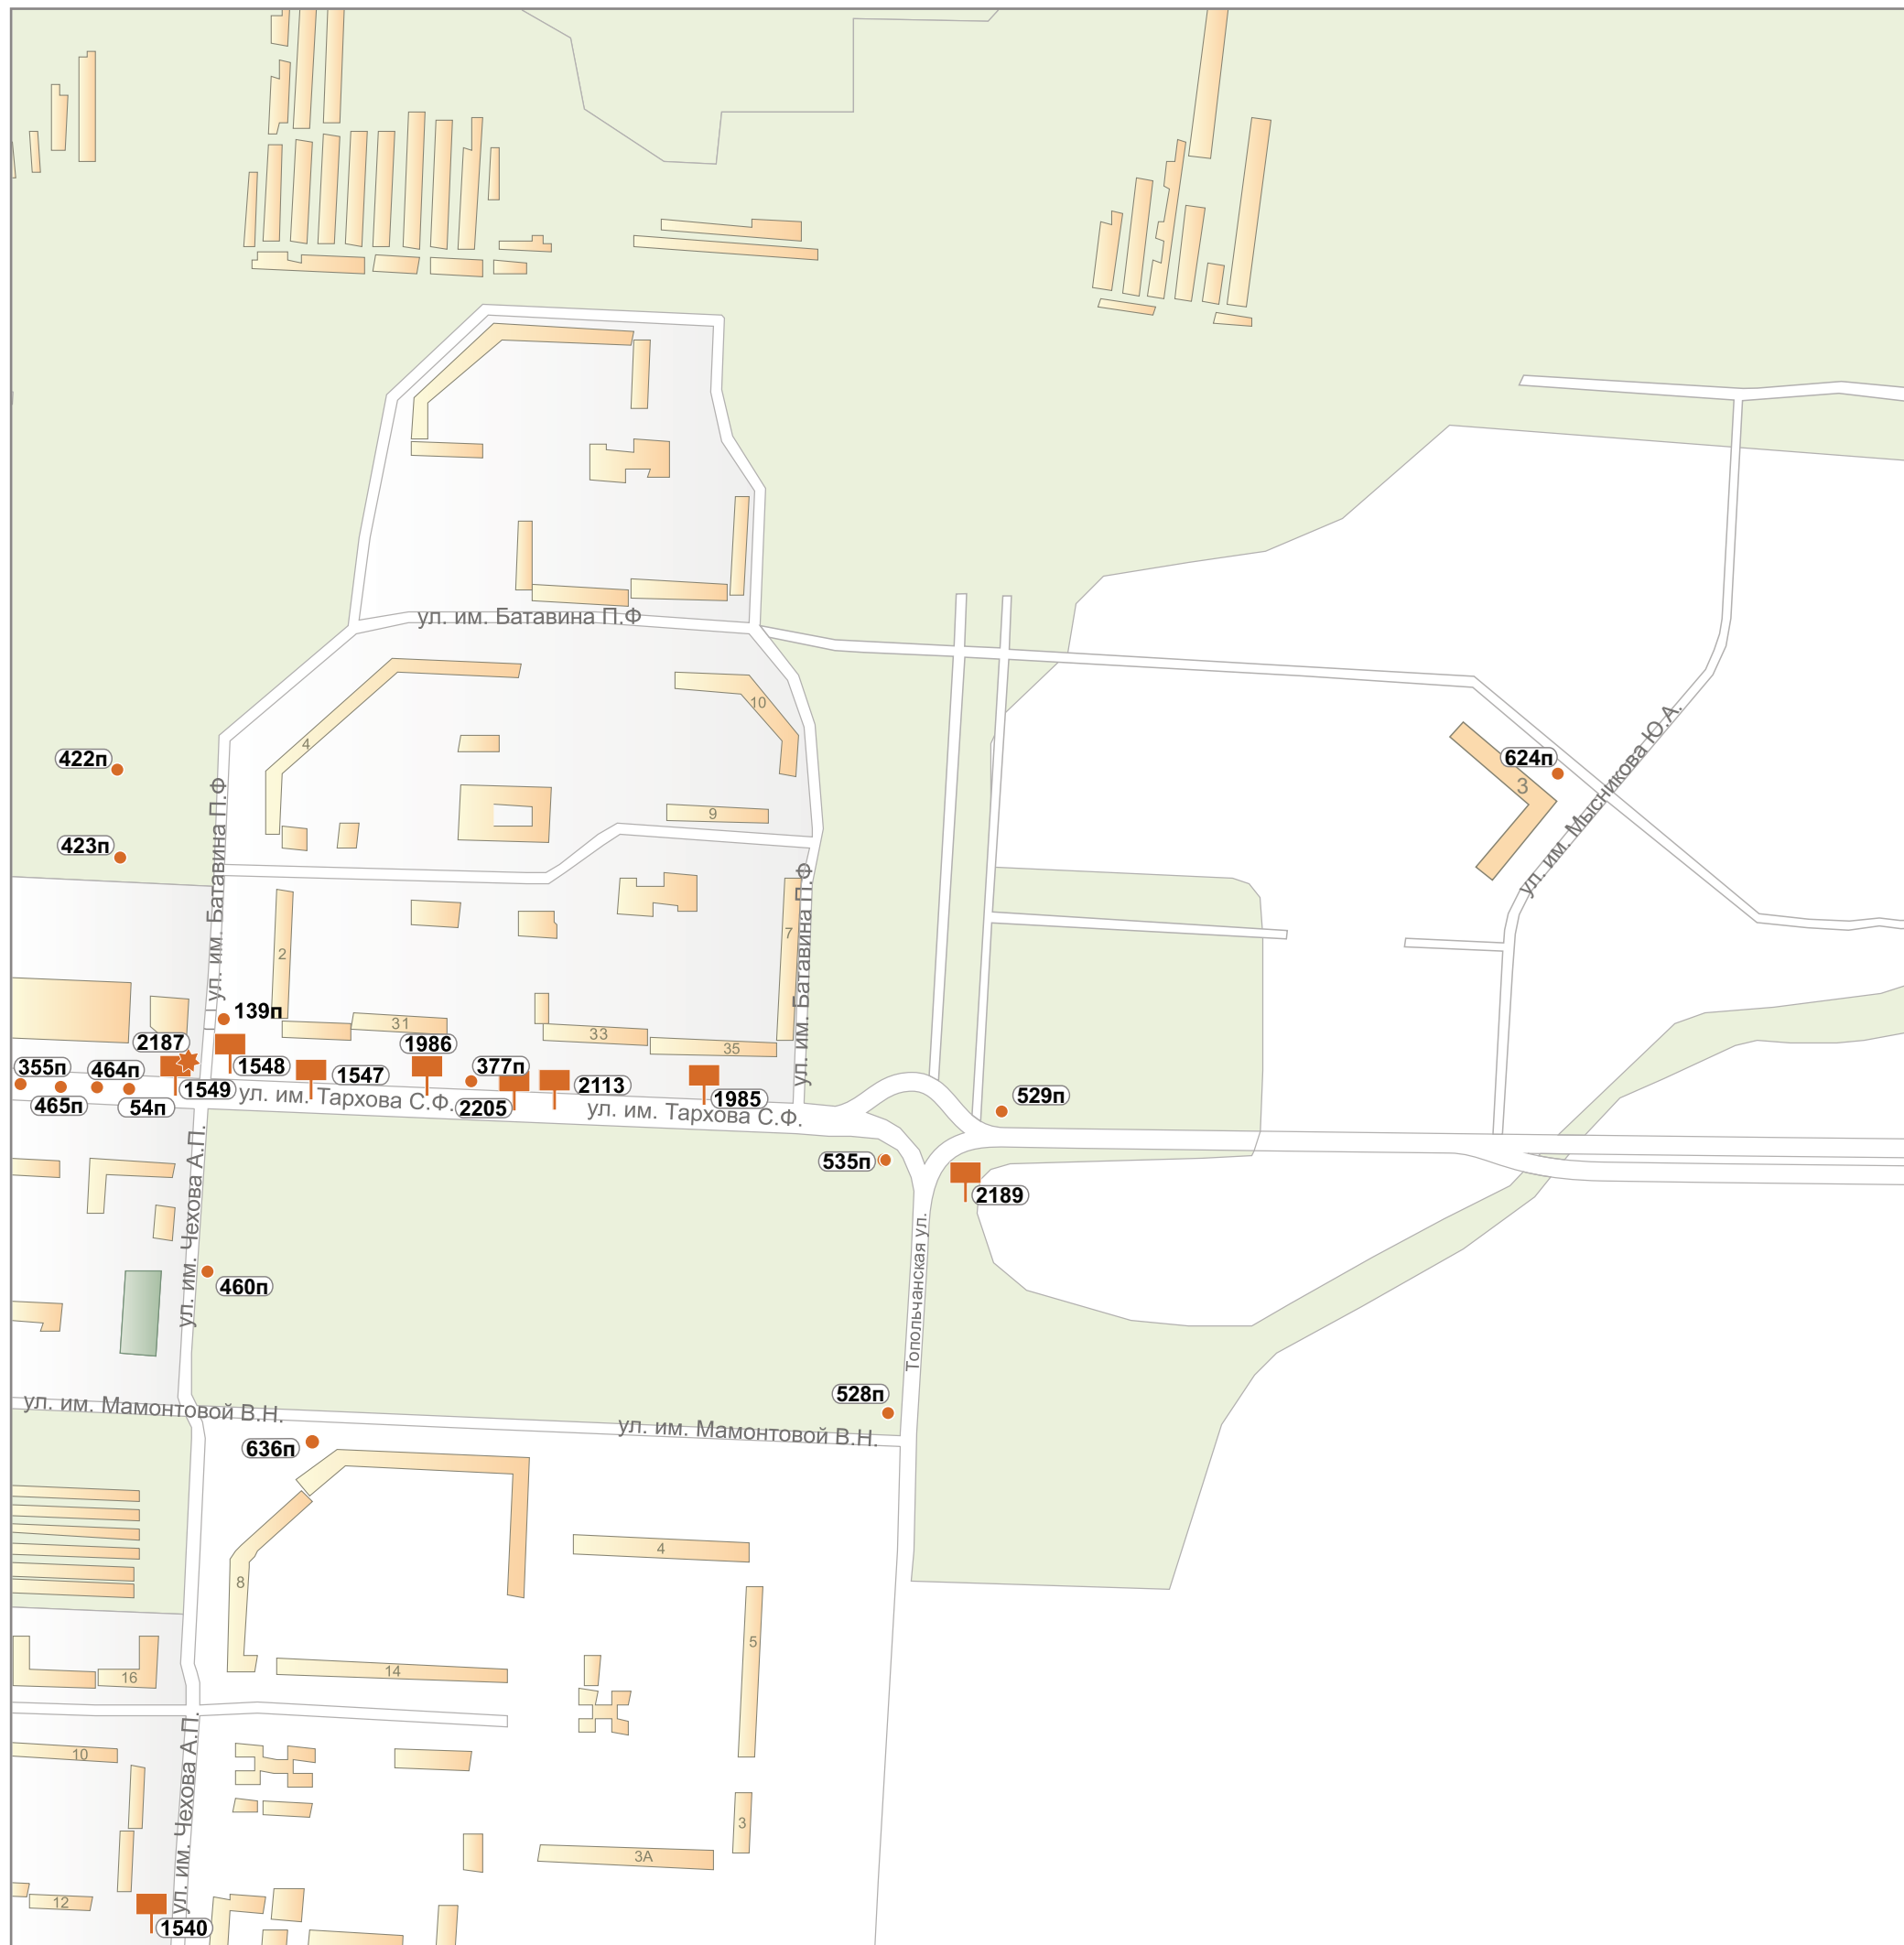 ул. им. Батавина П.Ф
10
4
422п
624п
3
ул. им. Мысникова Ю.А.
9
423п
ул. им. Батавина П.Ф
ул. им. Батавина П.Ф
7
2
139п
31
33
35
2187
1986
355п
464п
1548
1547
377п
2113
1549
465п
54п
2205
1985
529п
ул. им. Тархова С.Ф.
ул. им. Тархова С.Ф.
535п
2189
ул. им. Чехова А.П.
Топольчанская ул.
460п
528п
ул. им. Мамонтовой В.Н.
ул. им. Мамонтовой В.Н.
636п
4
8
5
14
16
10
ул. им. Чехова А.П.
3
3А
12
1540